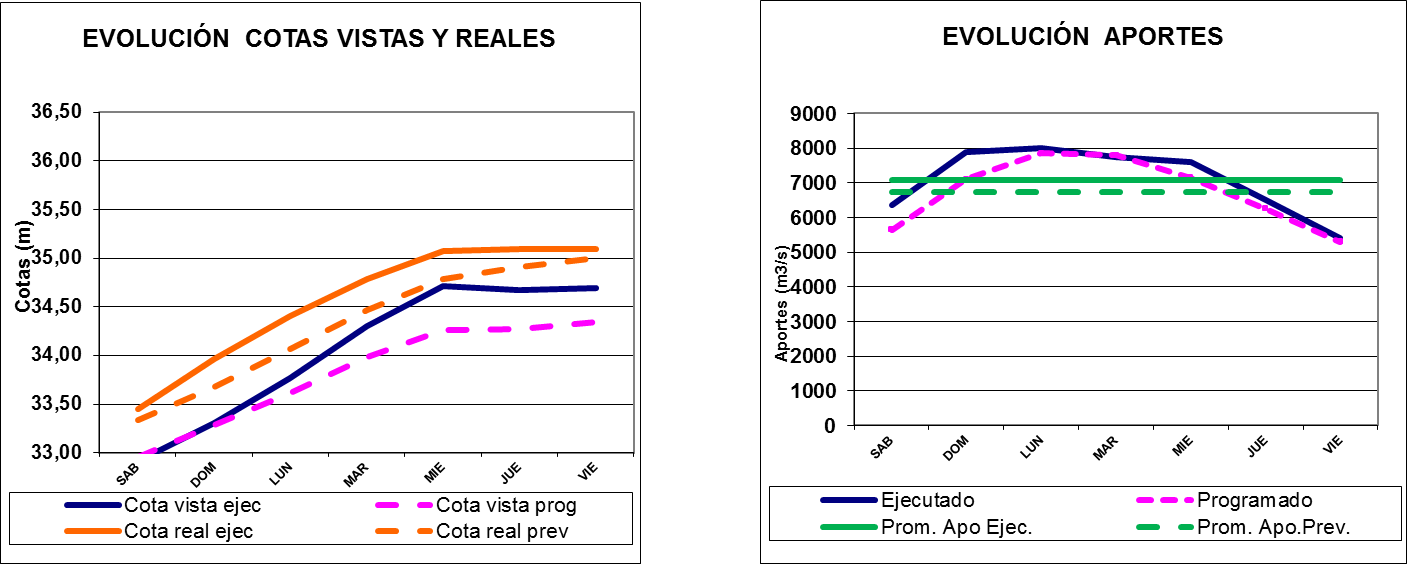 EVOLUCIÓN COTAS VISTAS Y REALES
Cotas (m)
36,50
36,00
35,50
35,00
34,50
34,00
33,50
33,00
SAB DOM LUN MAR MIE JUE VIE
Cota vista ejec Cota vista prog
Cota real ejec Cota real prev
EVOLUCIÓN APORTES
Aportes (m3/s)
9000
8000
7000
6000
5000
4000
3000
2000
1000
0
SAB DOM LUN MAR MIE JUE VIE
Ejecutado Programado
Prom. Apo Ejec. Prom. Apo.Prev.